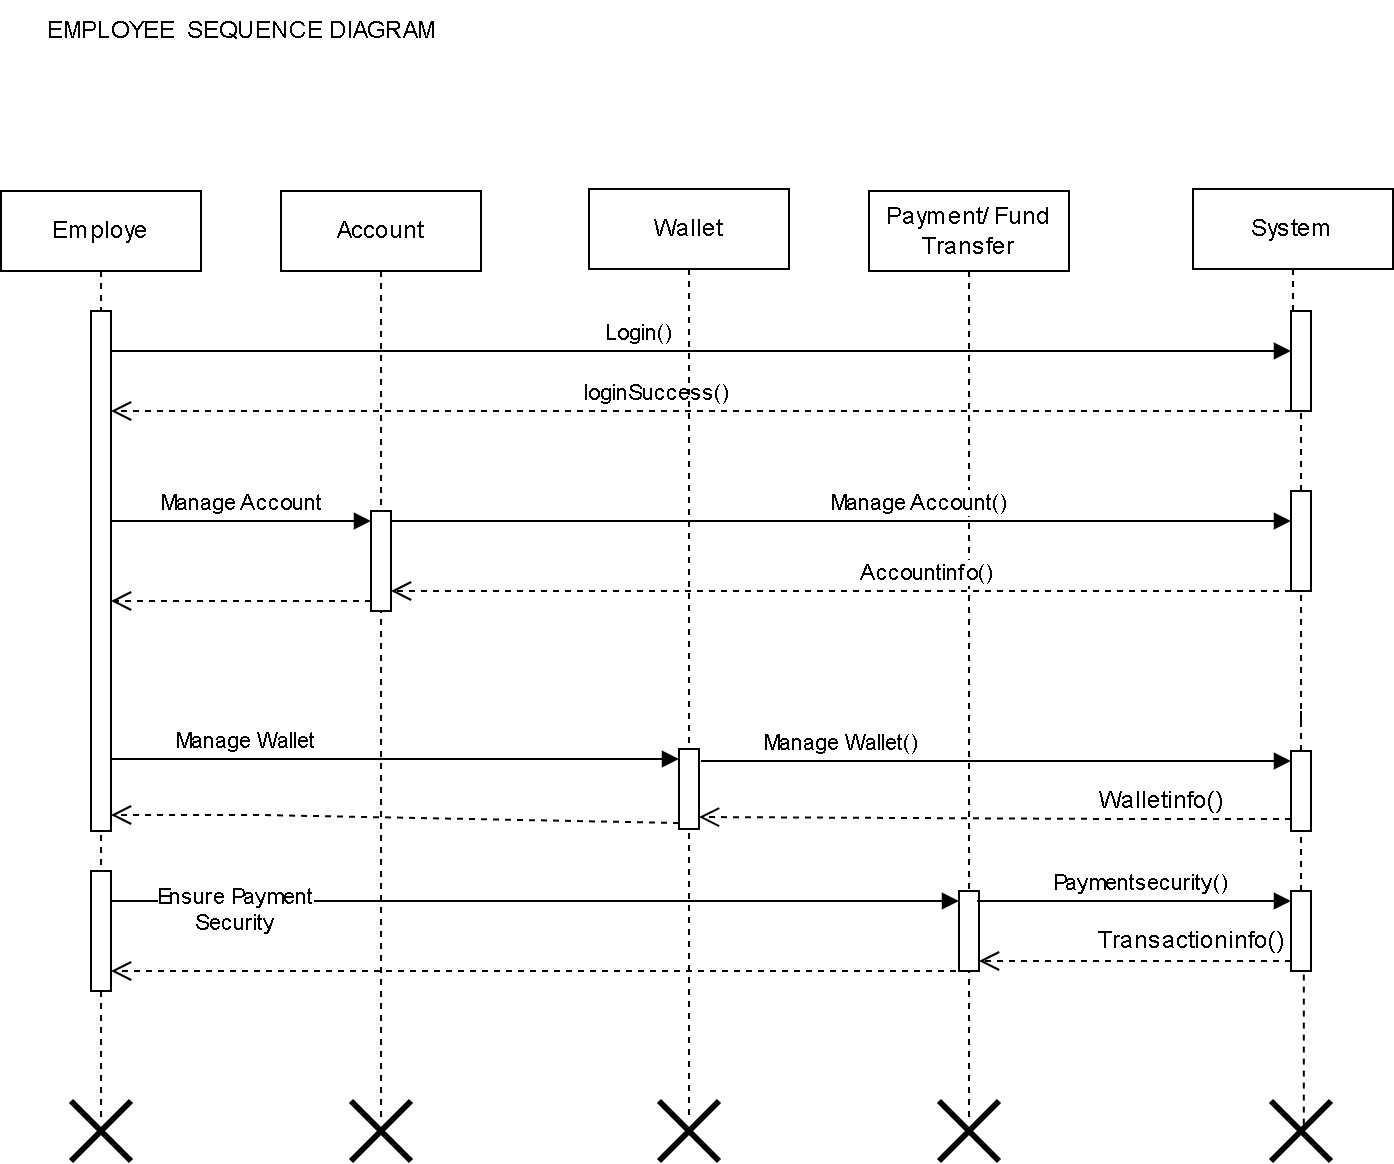 EMPLOYEE SEQUENCE DIAGRAM
Employe
Account
Wallet
Payment/ Fund
Transfer
System
Login()
loginSuccess()
Manage Account
Manage Account()
Accountinfo()
Manage Wallet
Manage Wallet()
Walletinfo()
Ensure Payment
Security
Paymentsecurity()
Transactioninfo()